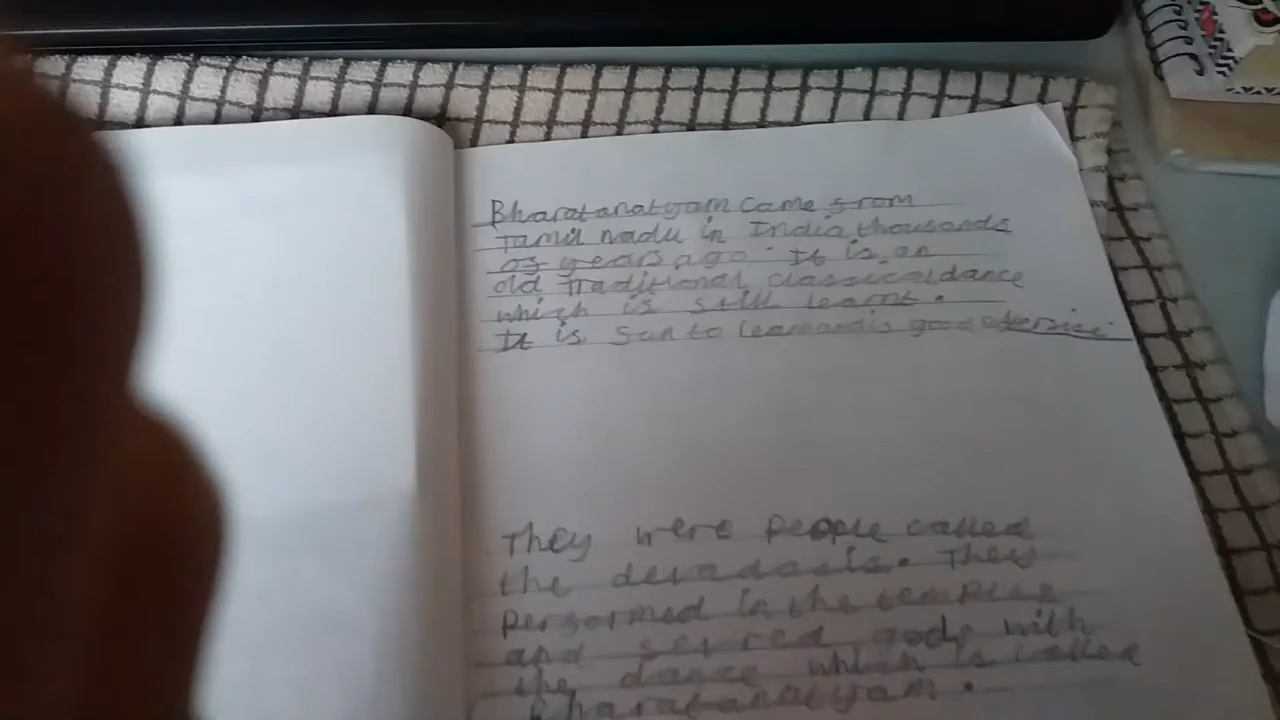 Bharatanatyam came from
Tamil nadu in India thousands
of years ago. It is an
old traditional classical dance
which is still learnt.
It is fun to learn and is good
They were people called
the devadasis. They
performed in the temples
and served gods with
the dance which is called
Bharatanatyam.